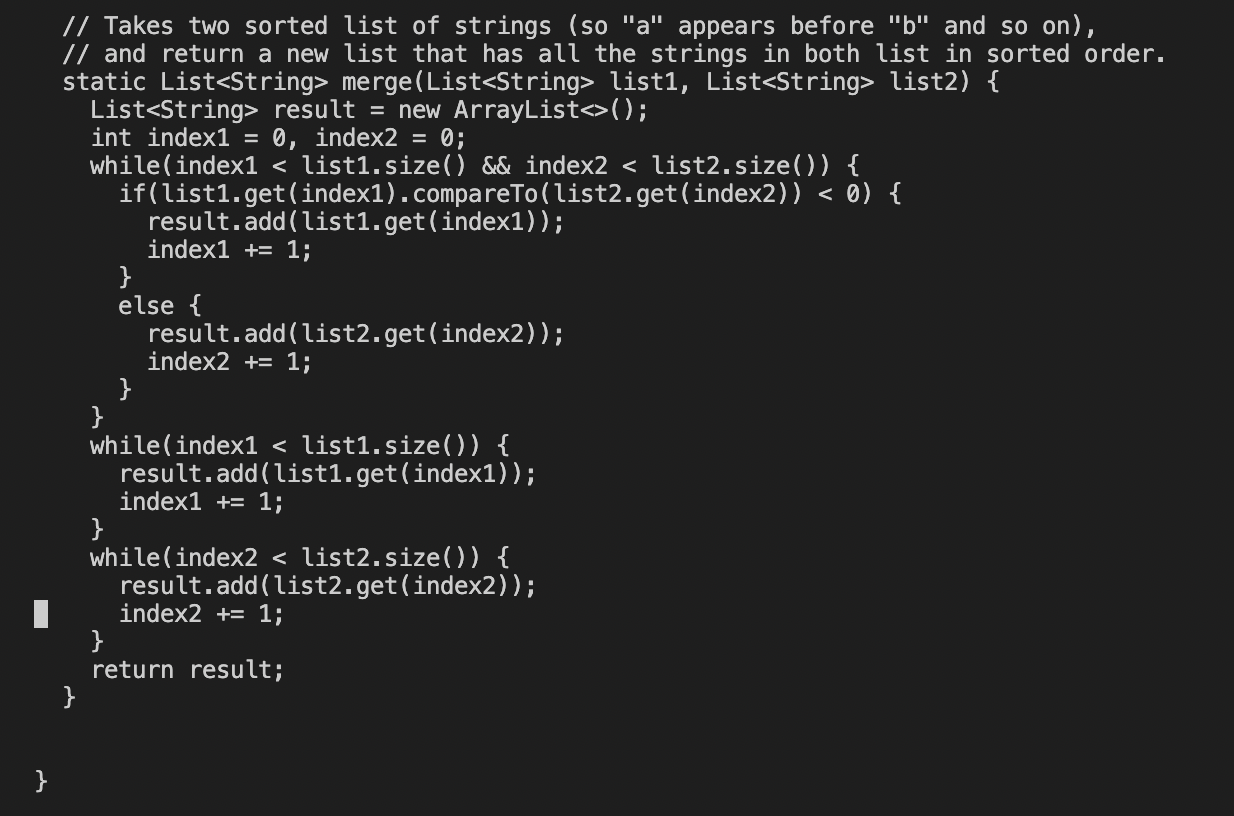 // Takes two sorted list of strings (so "a" appears before "b" and so on),
// and return a new list that has all the strings in both list in sorted order.
static List<String> merge(List<String> list1, List<String> list2) {
  List<String> result = new ArrayList<>();
  int index1 = 0, index2 = 0;
  while(index1 < list1.size() && index2 < list2.size()) {
    if(list1.get(index1).compareTo(list2.get(index2)) < 0) {
      result.add(list1.get(index1));
      index1 += 1;
    }
    else {
      result.add(list2.get(index2));
      index2 += 1;
    }
  }
  while(index1 < list1.size()) {
    result.add(list1.get(index1));
    index1 += 1;
  }
  while(index2 < list2.size()) {
    result.add(list2.get(index2));
    index2 += 1;
  }
  return result;
}
}